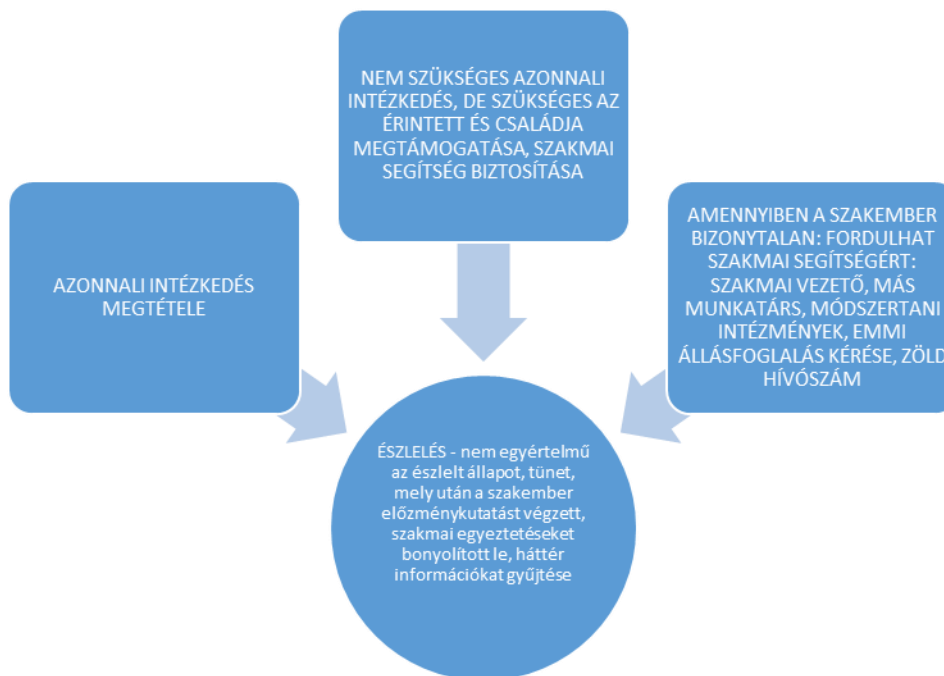 NEM SZÜKSÉGES AZONNALI
INTÉZKEDÉS, DE SZÜKSÉGES AZ
ÉRINTETT ÉS CSALÁDJA
MEGTÁMOGATÁSA, SZAKMAI
SEGÍTSÉG BIZTOSÍTÁSA
AZONNALI INTÉZKEDÉS
MEGTÉTELE
AMENNYIBEN A SZAKEMBER
BIZONYTALAN: FORDULHAT
SZAKMAI SEGÍTSÉGÉRT:
SZAKMAI VEZETŐ, MÁS
MUNKATÁRS, MÓDSZERTANI
INTÉZMÉNYEK, EMMI
ÁLLÁSFOGLALÁS KÉRÉSE, ZÖLD
HÍVÓSZÁM
ÉSZLELÉS - nem egyértelmű
az észlelt állapot, tünet,
mely után a szakember
előzménykutatást végzett,
szakmai egyeztetéseket
bonyolított le, háttér
információkat gyűjtése